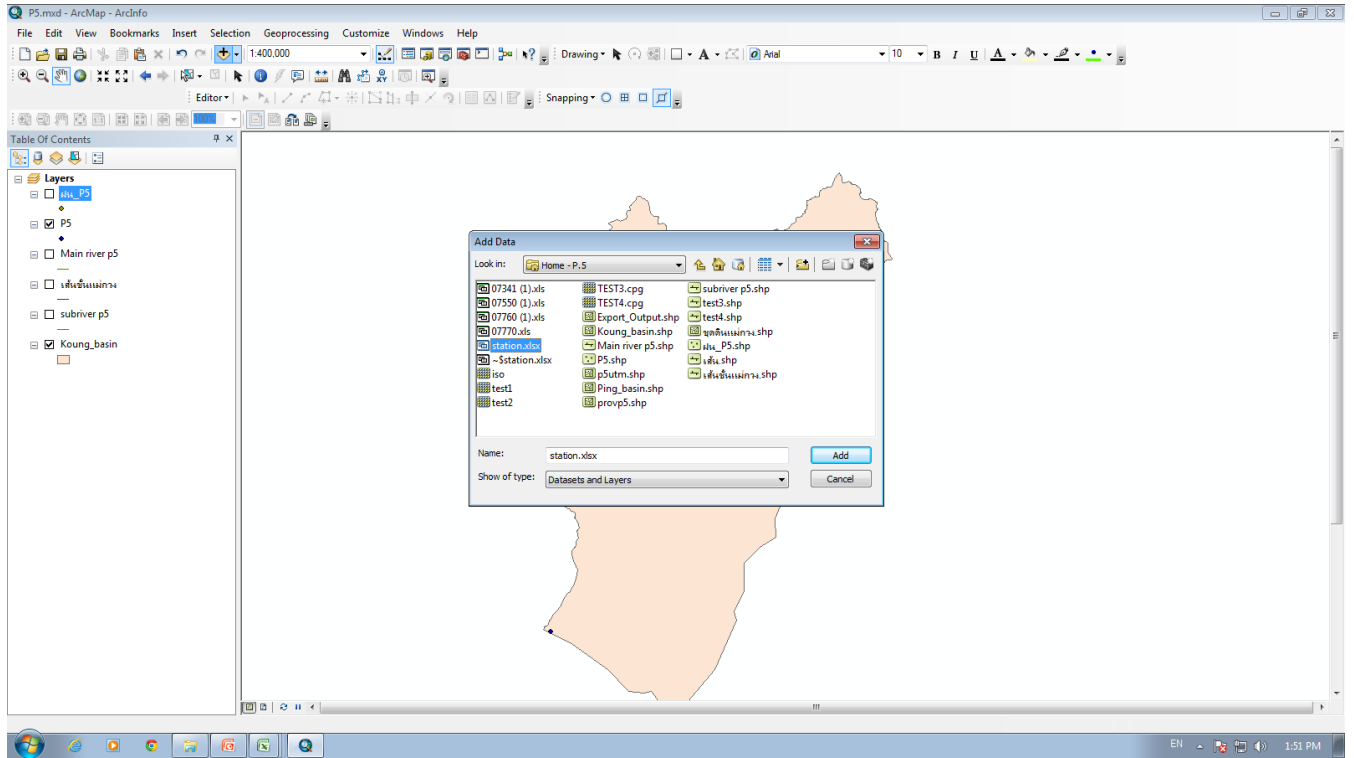 P5.mxd - ArcMap - ArcInfo
File Edit View Bookmarks Insert Selection Geoprocessing Customize Windows Help
1:400,000
Drawing
A
Arial
10
B I U A
Editor
Snapping
100%
Table Of Contents
Layers
ฝน_P5
P5
Main river p5
เส้นชั้นแม่กวง
subriver p5
Koung_basin
Add Data
Look in: Home - P.5
07341 (1).xls
07550 (1).xls
07760 (1).xls
07770.xls
station.xlsx
~$station.xlsx
iso
test1
test2
TEST3.cpg
TEST4.cpg
Export_Output.shp
Koung_basin.shp
Main river p5.shp
P5.shp
p5utm.shp
Ping_basin.shp
provp5.shp
subriver p5.shp
test3.shp
test4.shp
ชุดดินแม่กวง.shp
ฝน_P5.shp
เส้น.shp
เส้นชั้นแม่กวง.shp
Name: station.xlsx
Add
Show of type: Datasets and Layers
Cancel
EN
1:51 PM